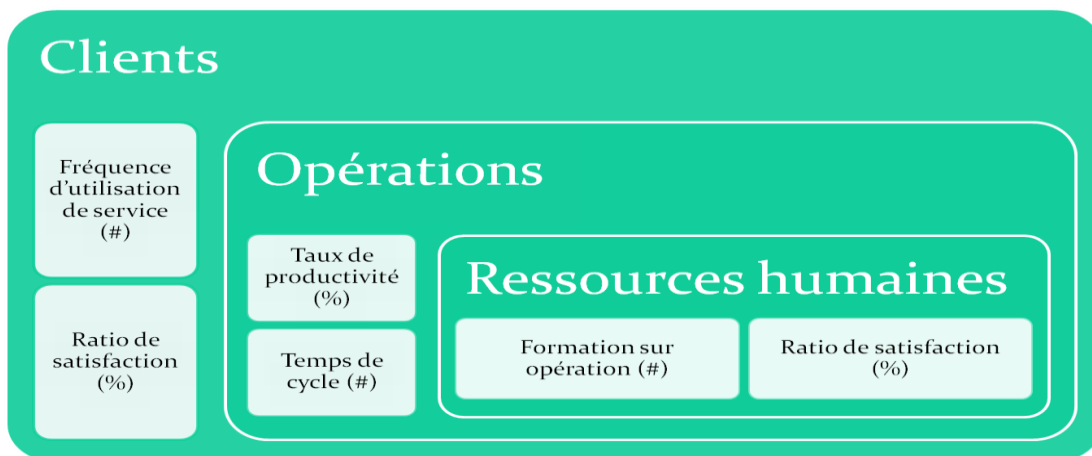 Clients
Fréquence
d'utilisation
de service
(#)
Ratio de
satisfaction
(%)
Opérations
Taux de
productivité
(%)
Temps de
cycle (#)
Ressources humaines
Formation sur
opération (#)
Ratio de satisfaction
(%)